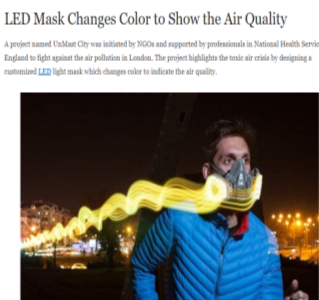 LED Mask Changes Color to Show the Air Quality
A project named UnMast City was initiated by NGOs and supported by professionals in National Health Servic
England to fight against the air pollution in London. The project highlights the toxic air crisis by designing a
customized LED light mask which changes color to indicate the air quality.